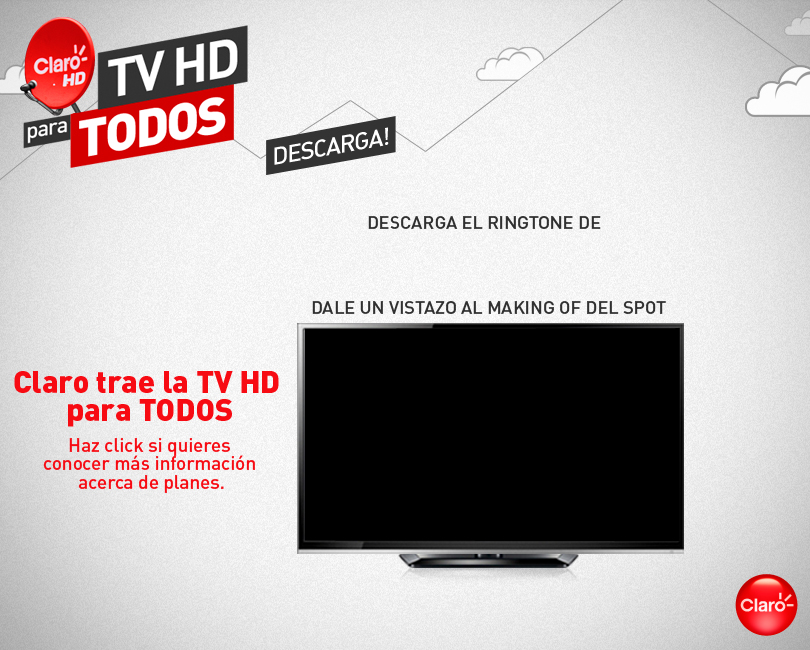 Claro
HD
TV HD
para TODOS
DESCARGA!
DESCARGA EL RINGTONE DE
DALE UN VISTAZO AL MAKING OF DEL SPOT
Claro trae la TV HD
para TODOS
Haz click si quieres
conocer más información
acerca de planes.
Claro